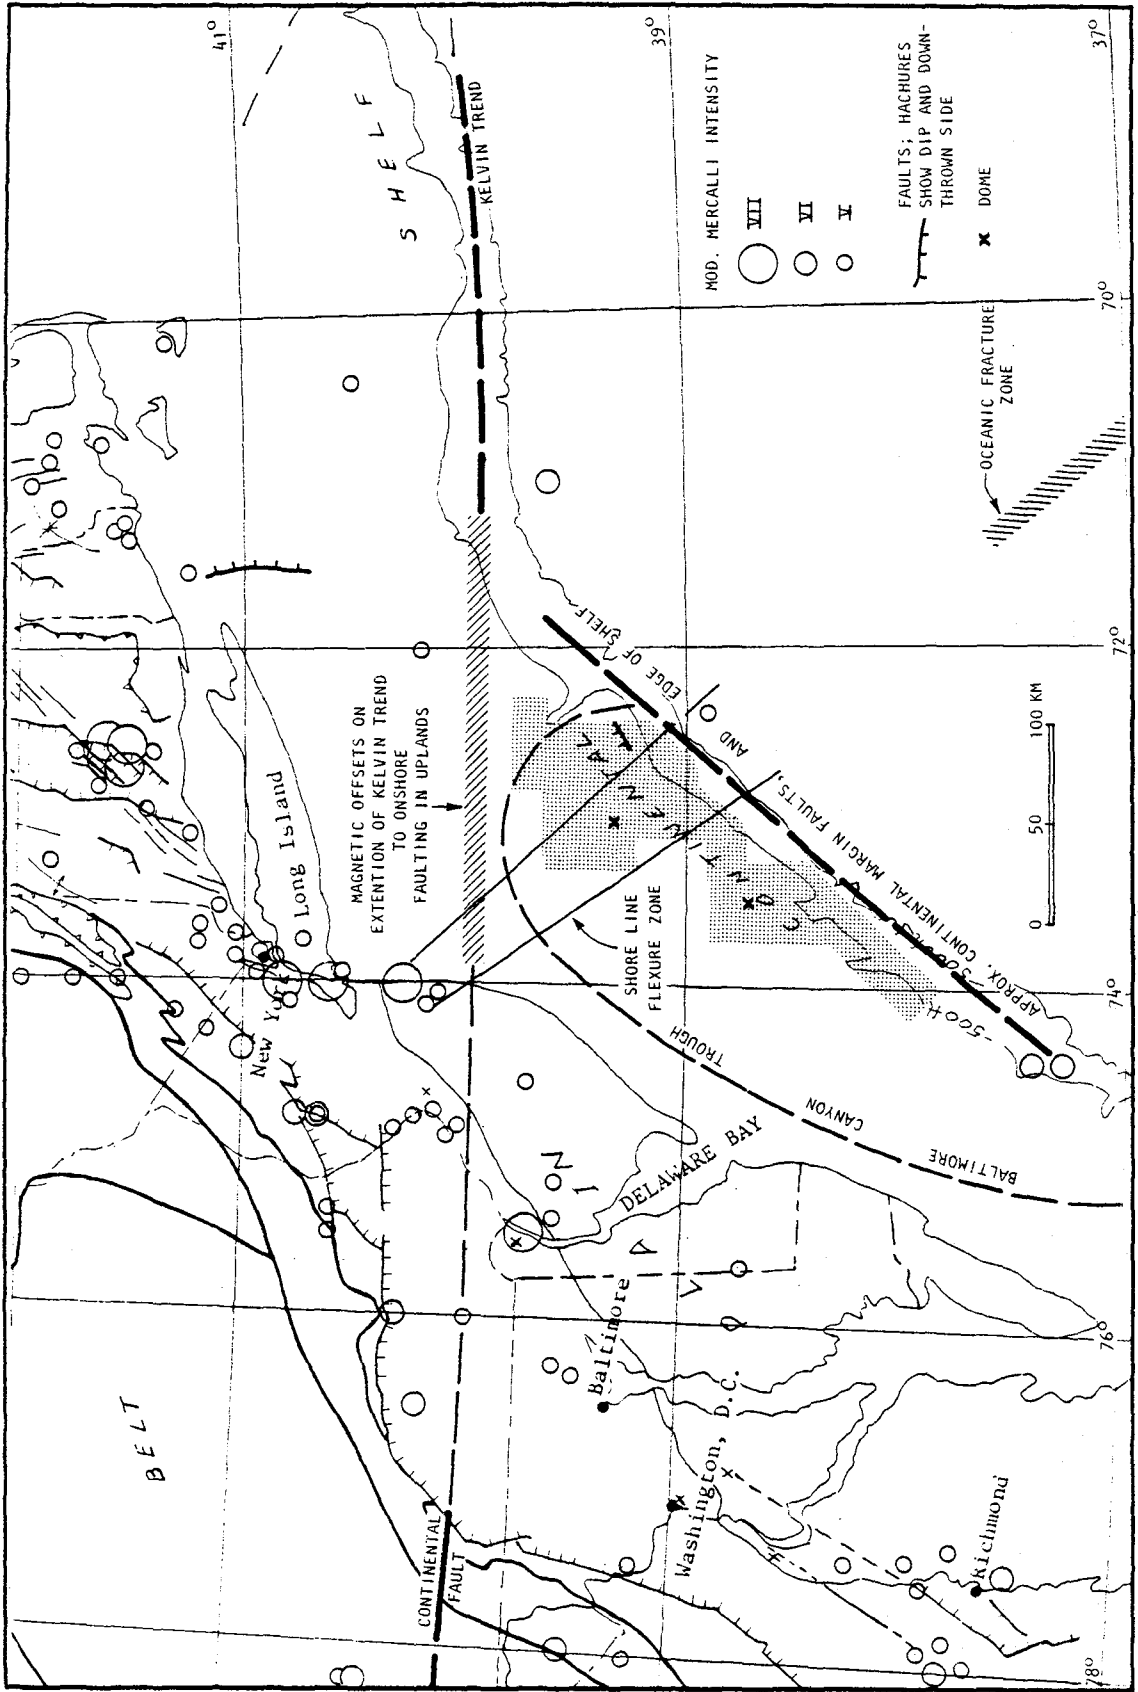 41°
39°
37°
SHELF
KELVIN TREND
MOD. MERCALLI INTENSITY
VII
VI
V
FAULTS; HACHURES
SHOW DIP AND DOWN-
THROWN SIDE
x DOME
70°
OCEANIC FRACTURE
ZONE
72°
EDGE OF SHELF
AND
APPROX. CONTINENTAL MARGIN FAULTS,
0 50 100 KM
Long Island
MAGNETIC OFFSETS ON
EXTENTION OF KELVIN TREND
TO ONSHORE
FAULTING IN UPLANDS
CONTINENTAL
SHORE LINE
FLEXURE ZONE
-500
74°
New York
BALTIMORE
CANYON
TROUGH
DELAWARE BAY
76°
BELT
Baltimore
Washington, D.C.
Richmond
CONTINENTAL
FAULT
78°